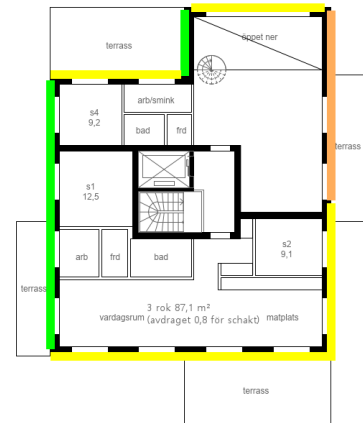 terrass
öppet ner
arb/smink
s4
9,2
bad
frd
terrass
s1
12,5
s2
9,1
arb
frd
bad
terrass
3 rok 87,1 m²
vardagsrum
(avdraget 0,8 for schakt)
matplats
terrass